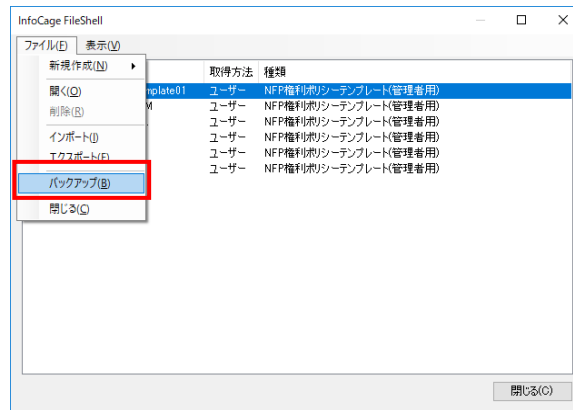 InfoCage FileShell
ファイル(F) 表示(V)
新規作成(N)
取得方法 種類
開く(O)
mplate01 ユーザー NFP権利ポリシーテンプレート(管理者用)
削除(R)
M ユーザー NFP権利ポリシーテンプレート(管理者用)
ユーザー NFP権利ポリシーテンプレート(管理者用)
インポート(I)
ユーザー NFP権利ポリシーテンプレート(管理者用)
エクスポート(E)
ユーザー NFP権利ポリシーテンプレート(管理者用)
ユーザー NFP権利ポリシーテンプレート(管理者用)
バックアップ(B)
閉じる(C)
閉じる(C)